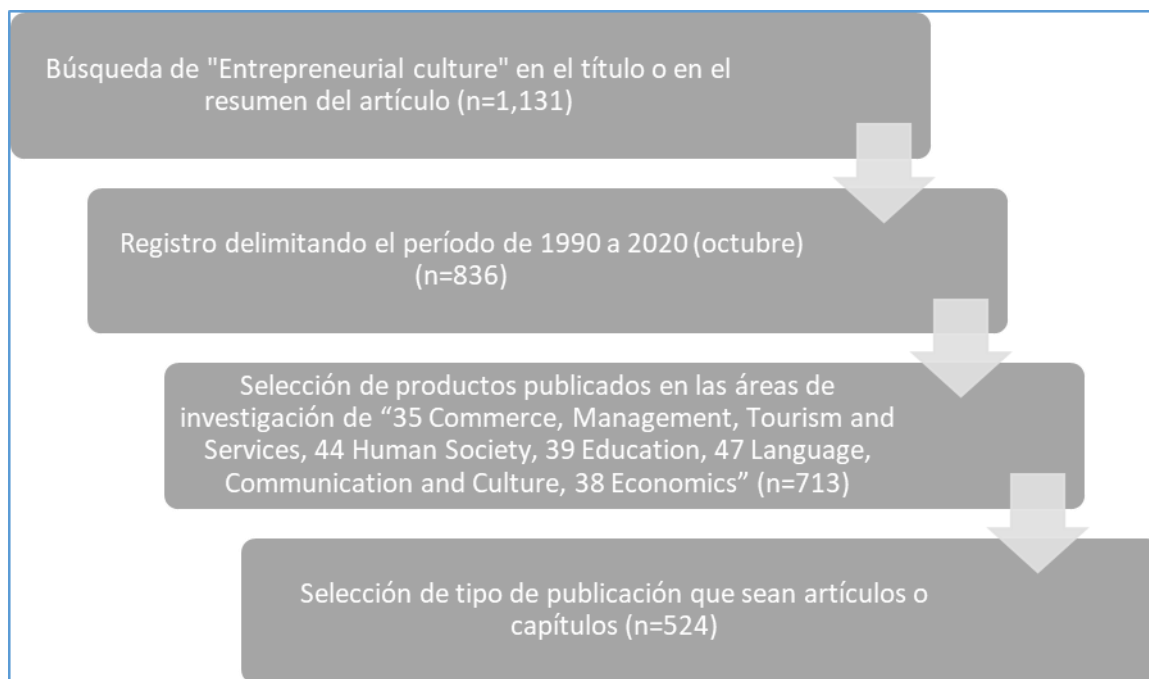 Búsqueda de "Entrepreneurial culture" en el título o en el
resumen del artículo (n=1,131)
Registro delimitando el período de 1990 a 2020 (octubre)
(n=836)
Selección de productos publicados en las áreas de
investigación de “35 Commerce, Management, Tourism and
Services, 44 Human Society, 39 Education, 47 Language,
Communication and Culture, 38 Economics” (n=713)
Selección de tipo de publicación que sean artículos o
capítulos (n=524)